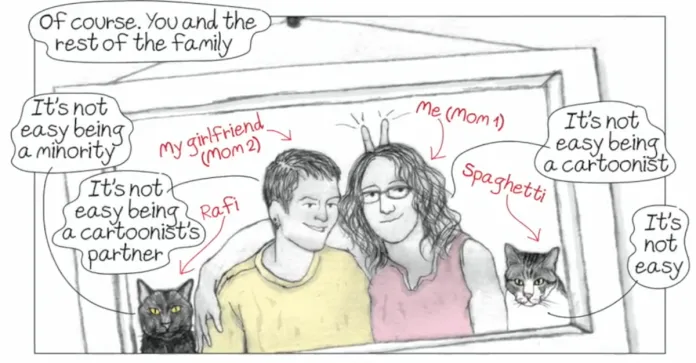 Of course. You and the
rest of the family
It's not
easy being
a minority
My girlfriend
(Mom 2)
Me (Mom 1)
It's not
easy being
a cartoonist
It's not
easy being
a cartoonist's
partner
Rafi
Spaghetti
It's
not
easy